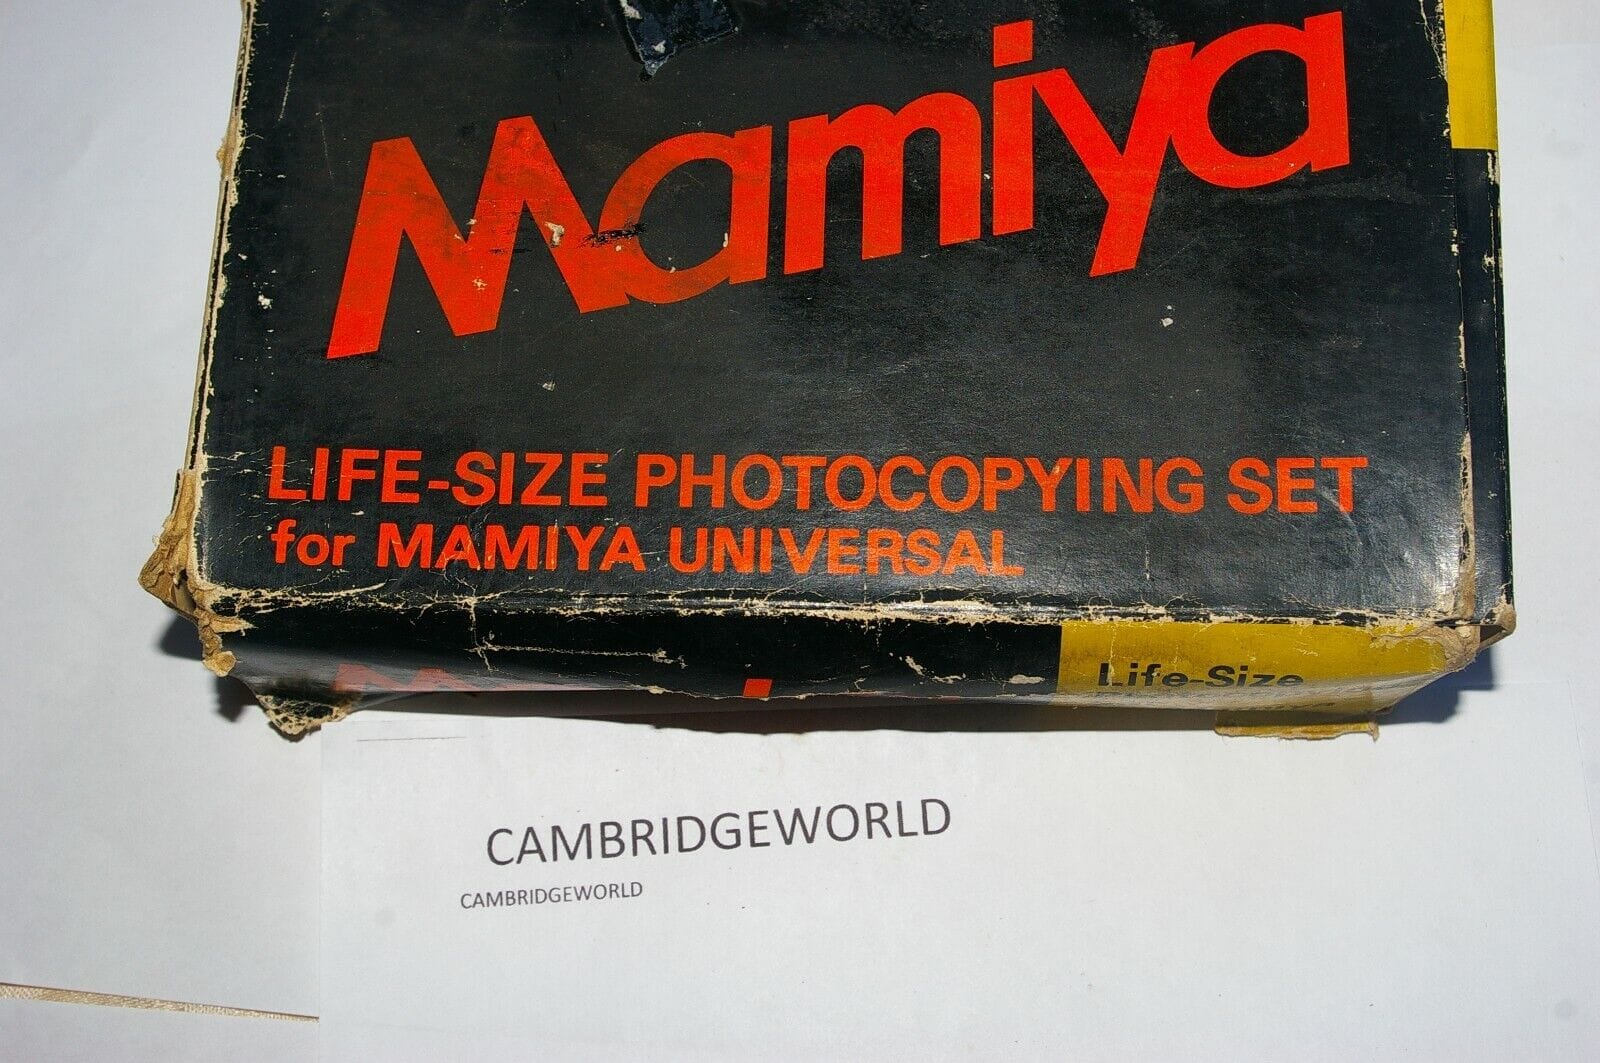 Mamiya
LIFE-SIZE PHOTOCOPYING SET
for MAMIYA UNIVERSAL
Life-Size
CAMBRIDGEWORLD
CAMBRIDGEWORLD